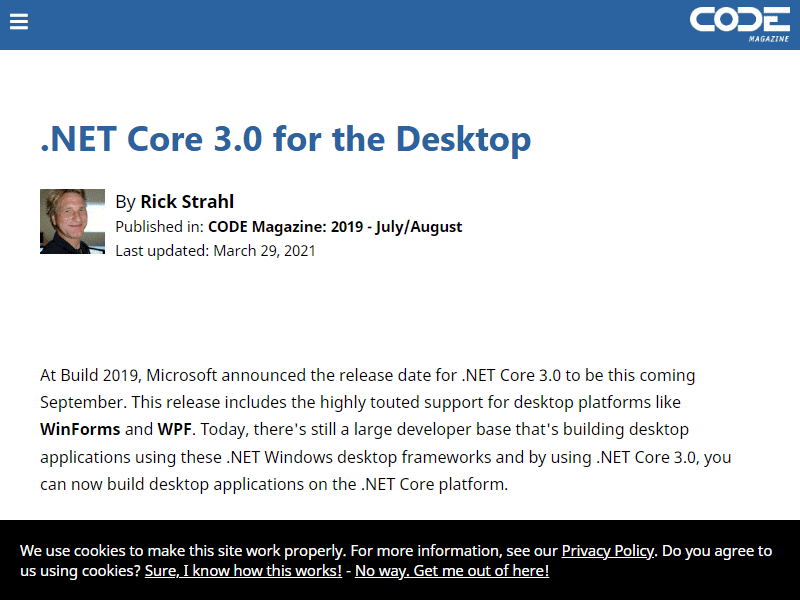 CODE
MAGAZINE
.NET Core 3.0 for the Desktop
By Rick Strahl
Published in: CODE Magazine: 2019 - July/August
Last updated: March 29, 2021
At Build 2019, Microsoft announced the release date for .NET Core 3.0 to be this coming
September. This release includes the highly touted support for desktop platforms like
WinForms and WPF. Today, there's still a large developer base that's building desktop
applications using these .NET Windows desktop frameworks and by using .NET Core 3.0, you
can now build desktop applications on the .NET Core platform.
We use cookies to make this site work properly. For more information, see our Privacy Policy. Do you agree to
us using cookies? Sure, I know how this works! - No way. Get me out of here!